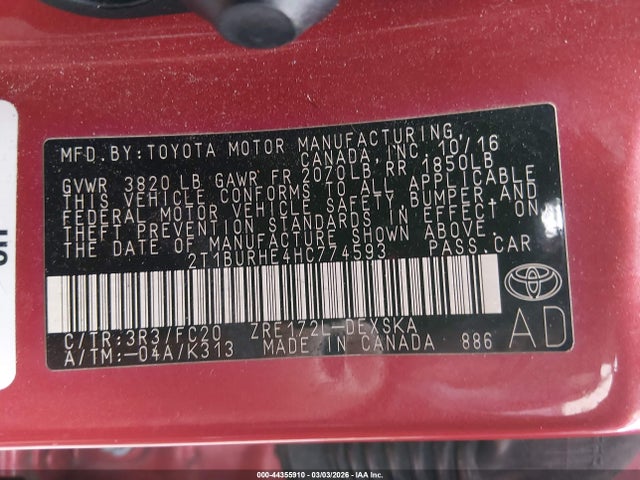 MFD.BY:TOYOTA MOTOR MANUFACTURING,
CANADA, INC. 10/16
GVWR 3820 LB GAWR FR 2070LB RR 1850LB
THIS VEHICLE CONFORMS TO ALL APPLICABLE
FEDERAL MOTOR VEHICLE SAFETY, BUMPER, AND
THEFT PREVENTION STANDARDS IN EFFECT ON
THE DATE OF MANUFACTURE SHOWN ABOVE.
2T1BURHE4HC774593 PASS.CAR
C/TR:3R3/FC20 ZRE172L-DEXSKA
A/TM:-04A/K313 MADE IN CANADA 886
AD
000-44355910 - 03/03/2026 - IAA Inc.